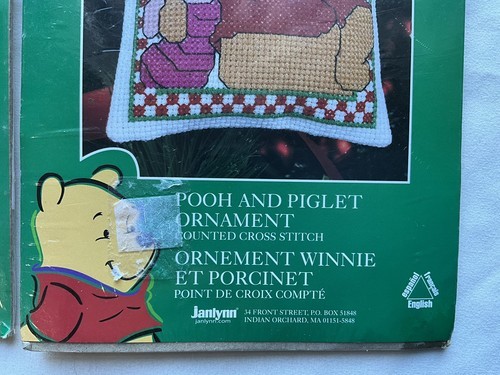 POOH AND PIGLET
ORNAMENT
COUNTED CROSS STITCH
ORNEMENT WINNIE
ET PORCINET
POINT DE CROIX COMPTÉ
Janlynn
janlynn.com
34 FRONT STREET, P.O. BOX 51848
INDIAN ORCHARD, MA 01151-5848
español
Français
English